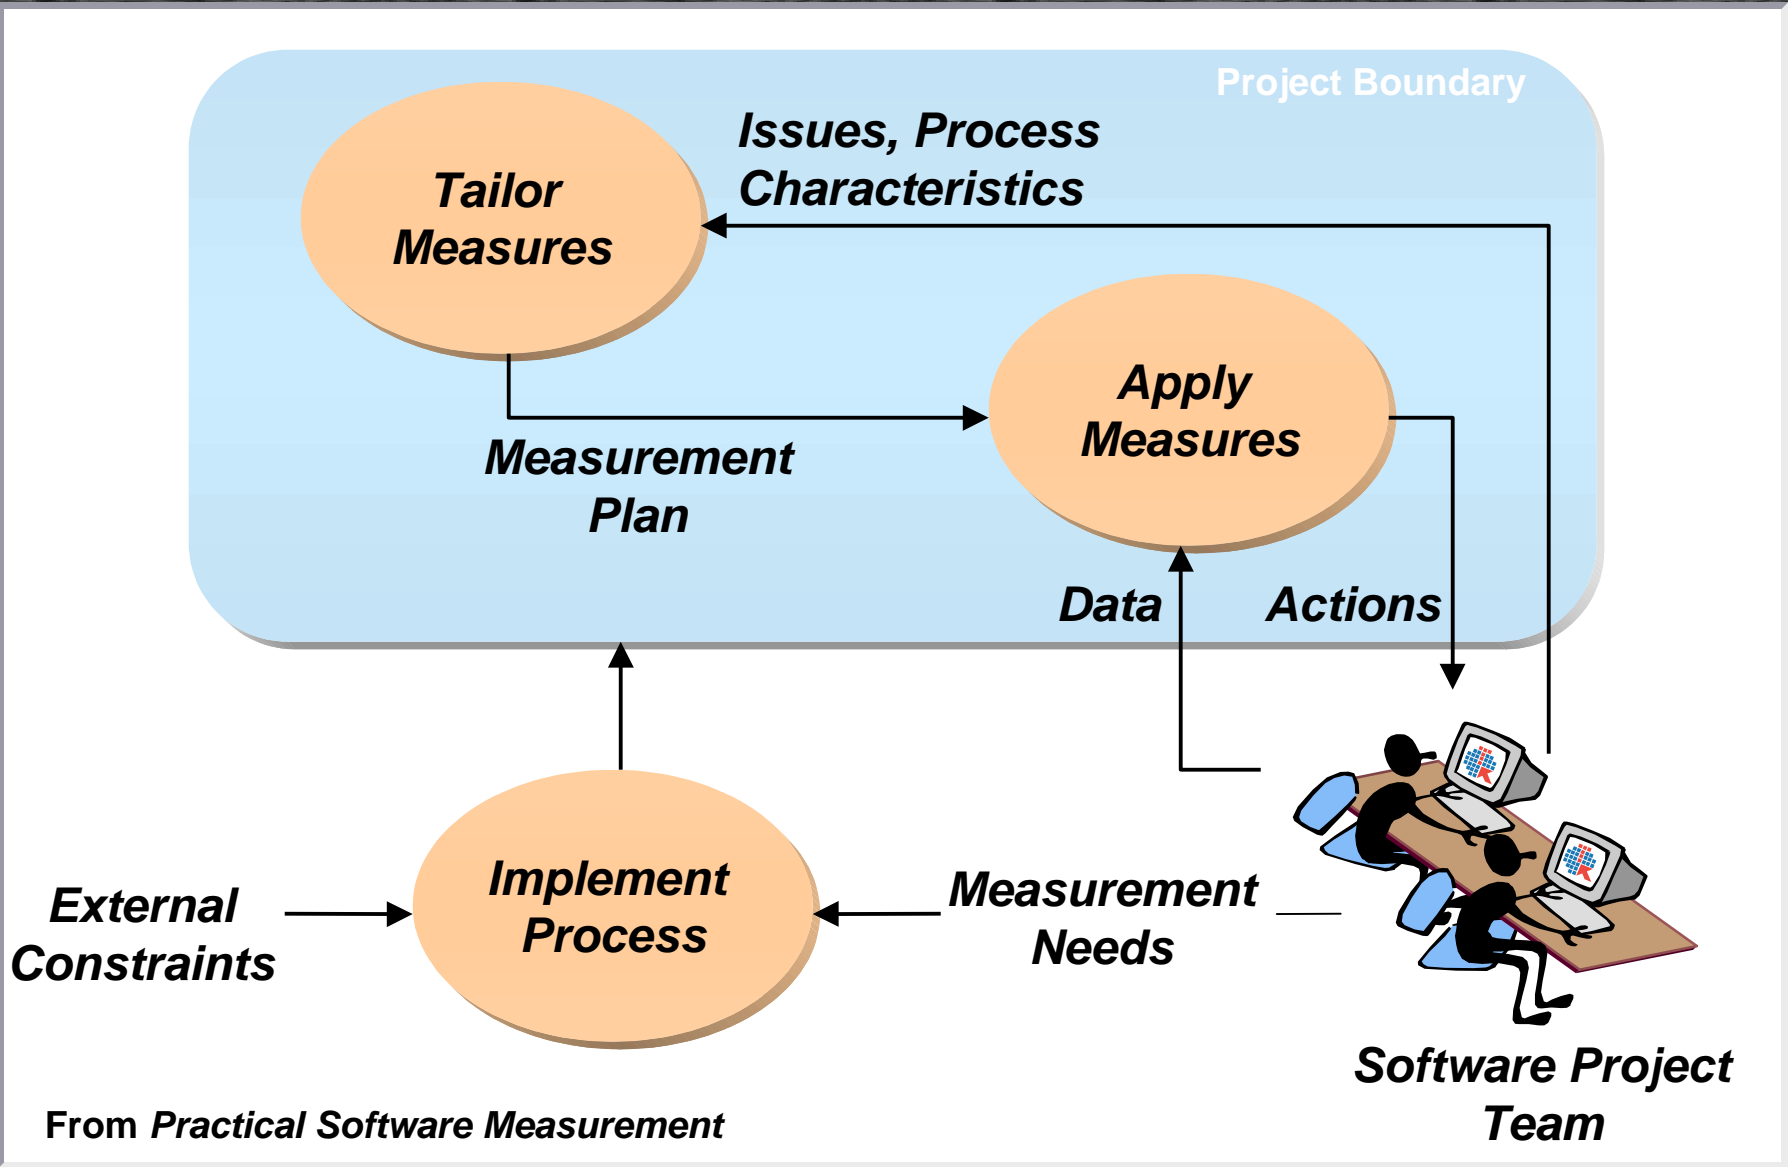 Project Boundary
Issues, Process
Characteristics
Tailor
Measures
Apply
Measures
Measurement
Plan
Data
Actions
Implement
Process
External
Constraints
Measurement
Needs
Software Project
Team
From Practical Software Measurement